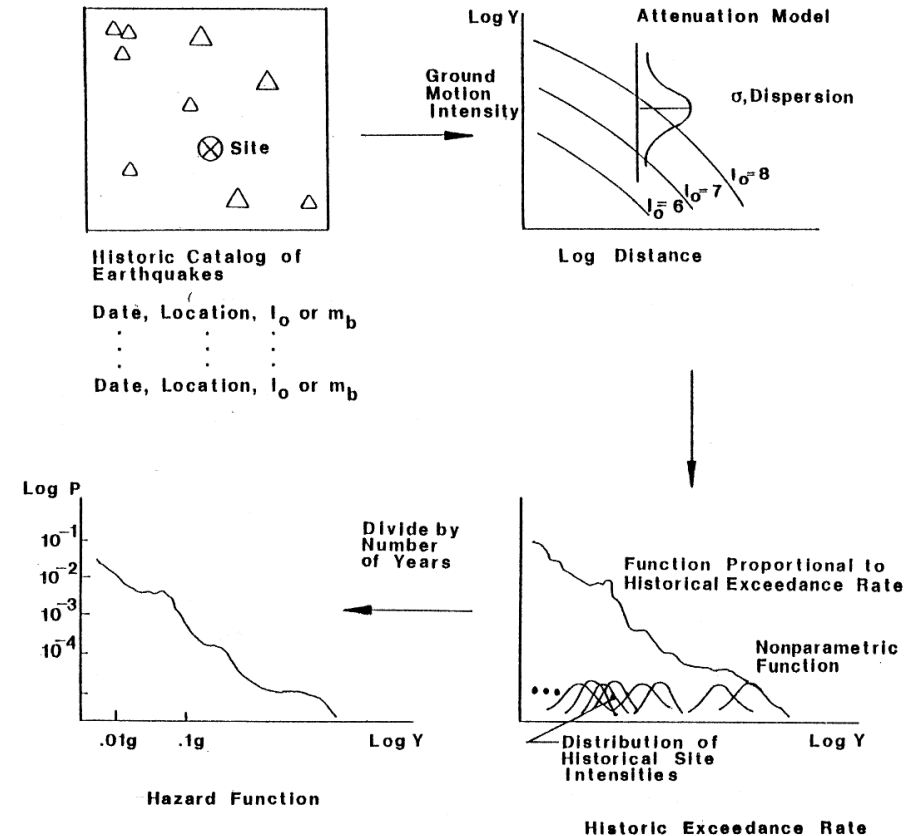 Site
Historic Catalog of
Earthquakes
Date, Location, I₀ or m_b
Date, Location, I₀ or m_b
Log Y
Attenuation Model
Ground
Motion
Intensity
σ, Dispersion
I₀=8
I₀=7
I₀=6
Log Distance
Log P
10⁻¹
10⁻²
10⁻³
10⁻⁴
.01g
.1g
Log Y
Hazard Function
Divide by
Number
of Years
Function Proportional to
Historical Exceedance Rate
Nonparametric
Function
Log Y
Distribution of
Historical Site
Intensities
Historic Exceedance Rate